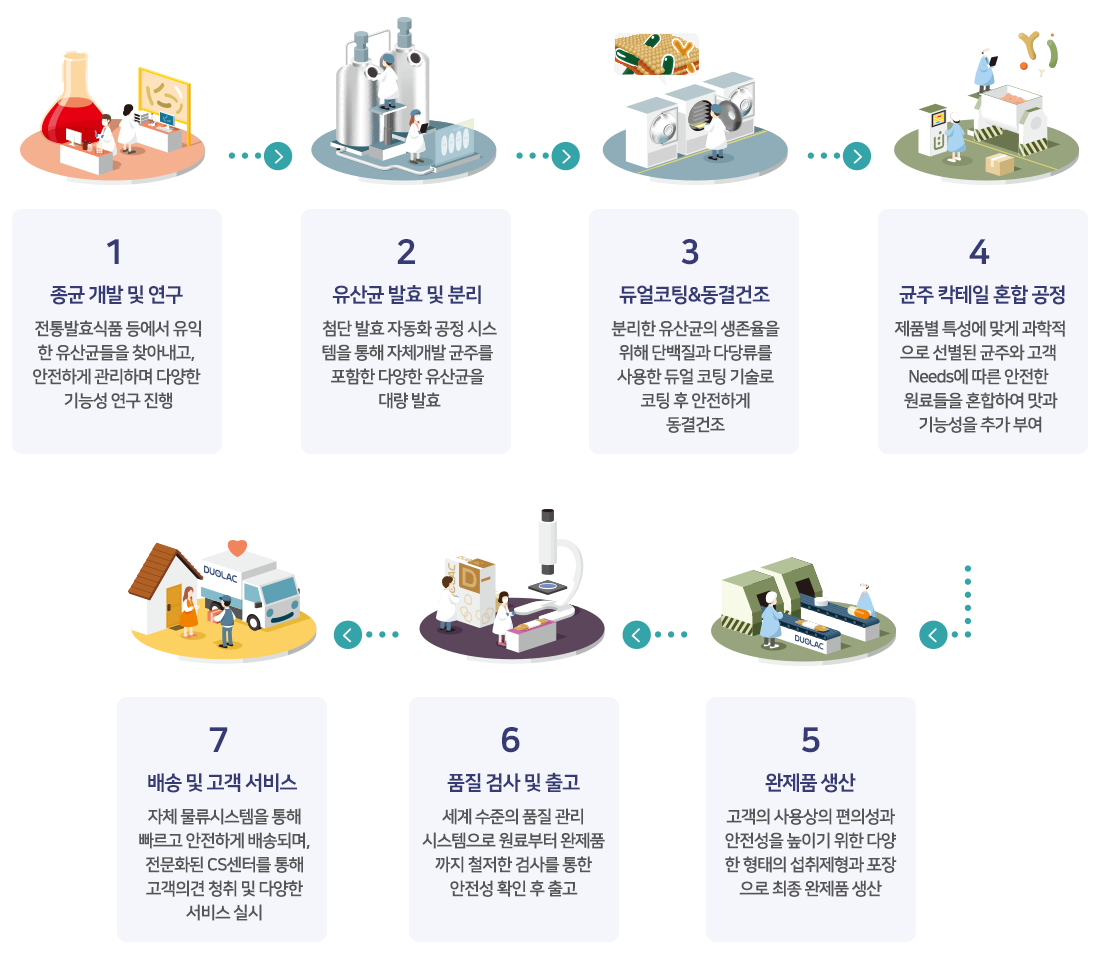 1
종균 개발 및 연구
전통발효식품 등에서 유익
한 유산균들을 찾아내고,
안전하게 관리하며 다양한
기능성 연구 진행
2
유산균 발효 및 분리
첨단 발효 자동화 공정 시스
템을 통해 자체개발 균주를
포함한 다양한 유산균을
대량 발효
3
듀얼코팅&동결건조
분리한 유산균의 생존율을
위해 단백질과 다당류를
사용한 듀얼 코팅 기술로
코팅 후 안전하게
동결건조
4
균주 칵테일 혼합 공정
제품별 특성에 맞게 과학적
으로 선별된 균주와 고객
Needs에 따른 안전한
원료들을 혼합하여 맛과
기능성을 추가 부여
DUOLAC
5
완제품 생산
고객의 사용상의 편의성과
안전성을 높이기 위한 다양
한 형태의 섭취제형과 포장
으로 최종 완제품 생산
DUOLAC
D-
6
품질 검사 및 출고
세계 수준의 품질 관리
시스템으로 원료부터 완제품
까지 철저한 검사를 통한
안전성 확인 후 출고
DUOLAC
7
배송 및 고객 서비스
자체 물류시스템을 통해
빠르고 안전하게 배송되며,
전문화된 CS센터를 통해
고객의견 청취 및 다양한
서비스 실시